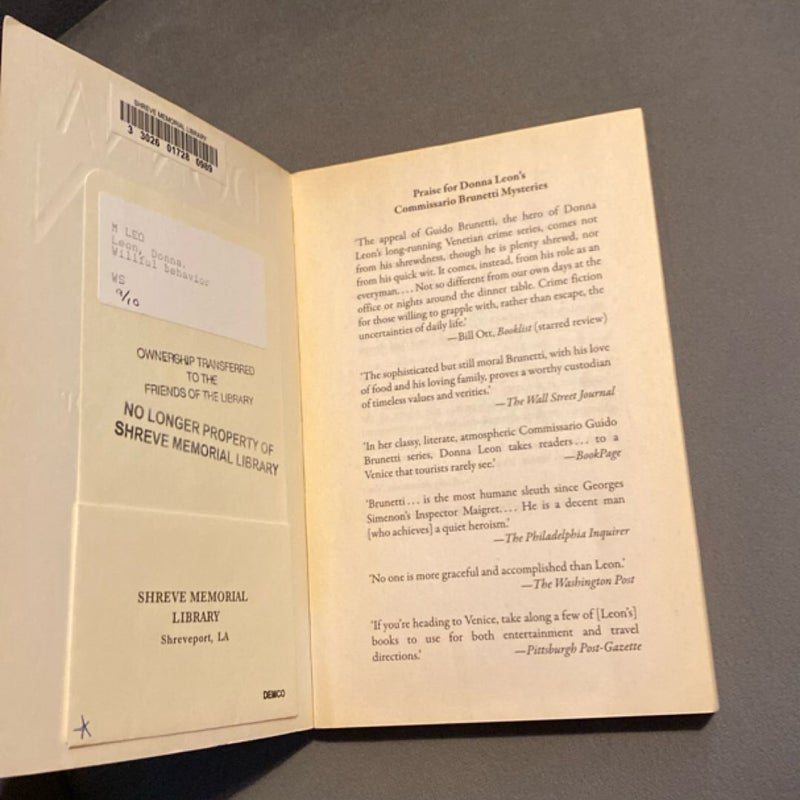 SHREVE MEMORIAL LIBRARY
3 3026 01728 0989
M LEO
Leon, Donna.
Willful behavior
WS
9/10
OWNERSHIP TRANSFERRED
TO THE
FRIENDS OF THE LIBRARY
NO LONGER PROPERTY OF
SHREVE MEMORIAL LIBRARY
SHREVE MEMORIAL
LIBRARY
Shreveport, LA
DEMCO
Praise for Donna Leon's
Commissario Brunetti Mysteries
'The appeal of Guido Brunetti, the hero of Donna
Leon's long-running Venetian crime series, comes not
from his shrewdness, though he is plenty shrewd, nor
from his quick wit. It comes, instead, from his role as an
everyman.... Not so different from our own days at the
office or nights around the dinner table. Crime fiction
for those willing to grapple with, rather than escape, the
uncertainties of daily life.'
—Bill Ott, Booklist (starred review)
'The sophisticated but still moral Brunetti, with his love
of food and his loving family, proves a worthy custodian
of timeless values and verities.'
—The Wall Street Journal
'In her classy, literate, atmospheric Commissario Guido
Brunetti series, Donna Leon takes readers... to a
Venice that tourists rarely see.'
—BookPage
'Brunetti... is the most humane sleuth since Georges
Simenon's Inspector Maigret.... He is a decent man
[who achieves] a quiet heroism.'
—The Philadelphia Inquirer
'No one is more graceful and accomplished than Leon.'
—The Washington Post
'If you're heading to Venice, take along a few of [Leon's]
books to use for both entertainment and travel
directions.'
—Pittsburgh Post-Gazette